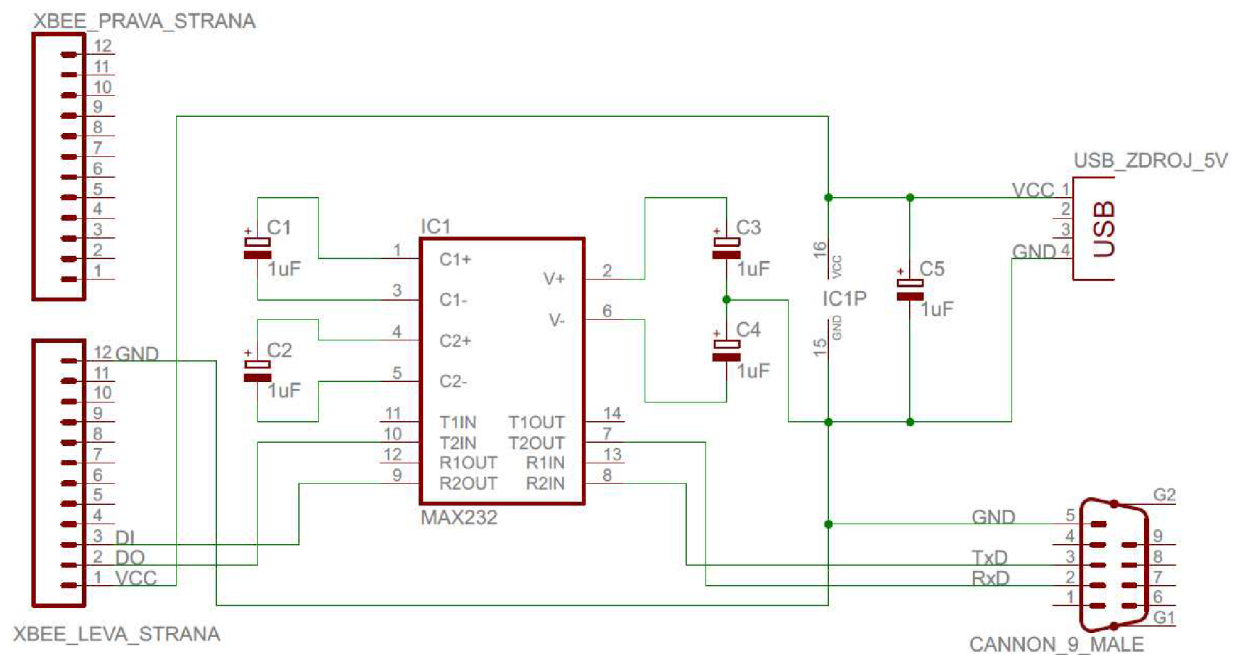 XBEE_PRAVA_STRANA
12
11
10
9
8
7
6
5
4
3
2
1
XBEE_LEVA_STRANA
12 GND
11
10
9
8
7
6
5
4
3 DI
2 DO
1 VCC
+ C1
1uF
+ C2
1uF
IC1
1 C1+
3 C1-
4 C2+
5 C2-
11 T1IN
10 T2IN
12 R1OUT
9 R2OUT
V+ 2
V- 6
T1OUT 14
T2OUT 7
R1IN 13
R2IN 8
MAX232
+ C3
1uF
+ C4
1uF
16 VCC
IC1P
15 GND
+ C5
1uF
USB_ZDROJ_5V
VCC 1
2
3
GND 4
USB
GND 5
4
TxD 3
RxD 2
1
G2
9
8
7
6
G1
CANNON_9_MALE